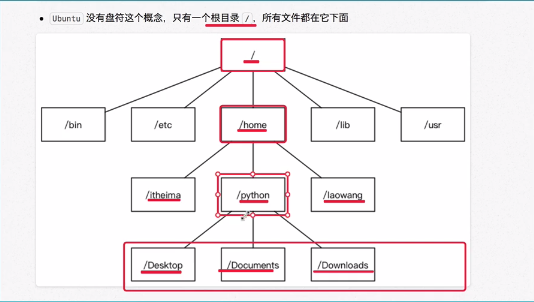 Ubuntu 没有盘符这个概念，只有一个根目录 /，所有文件都在它下面
/
/bin /etc /home /lib /usr
/itheima /python /laowang
/Desktop /Documents /Downloads